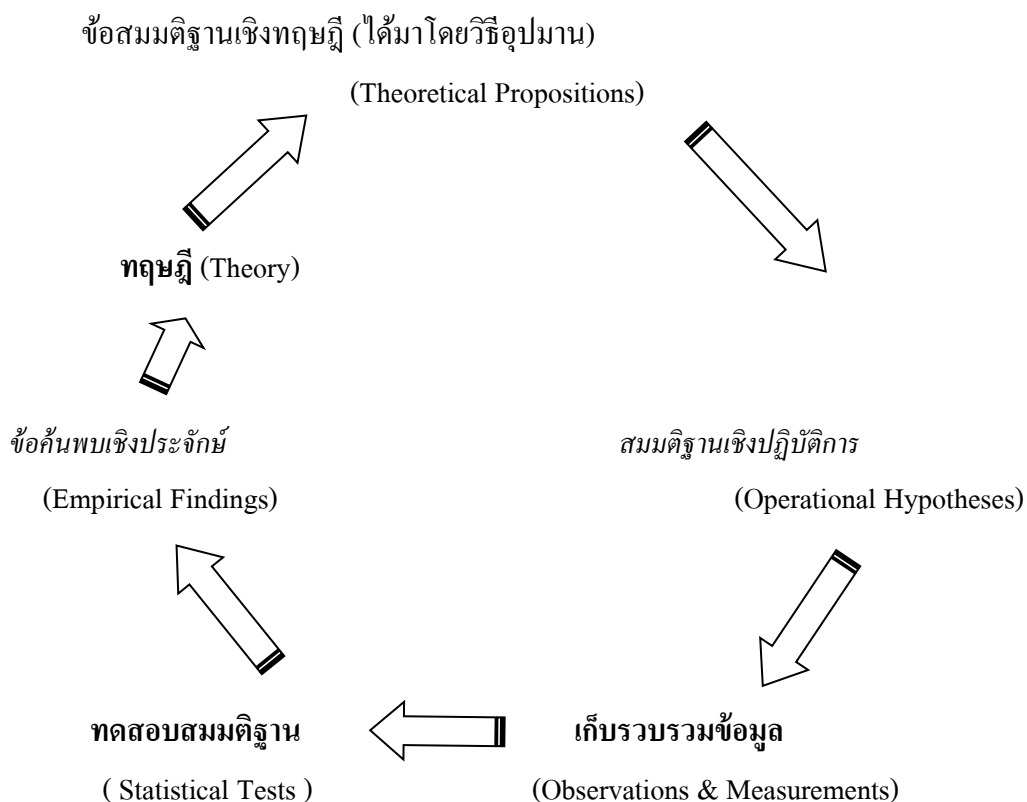 ข้อสมมติฐานเชิงทฤษฎี (ได้มาโดยวิธีอุปมาน)
(Theoretical Propositions)
ทฤษฎี (Theory)
ข้อค้นพบเชิงประจักษ์
สมมติฐานเชิงปฏิบัติการ
(Empirical Findings)
(Operational Hypotheses)
ทดสอบสมมติฐาน
เก็บรวบรวมข้อมูล
( Statistical Tests )
(Observations & Measurements)